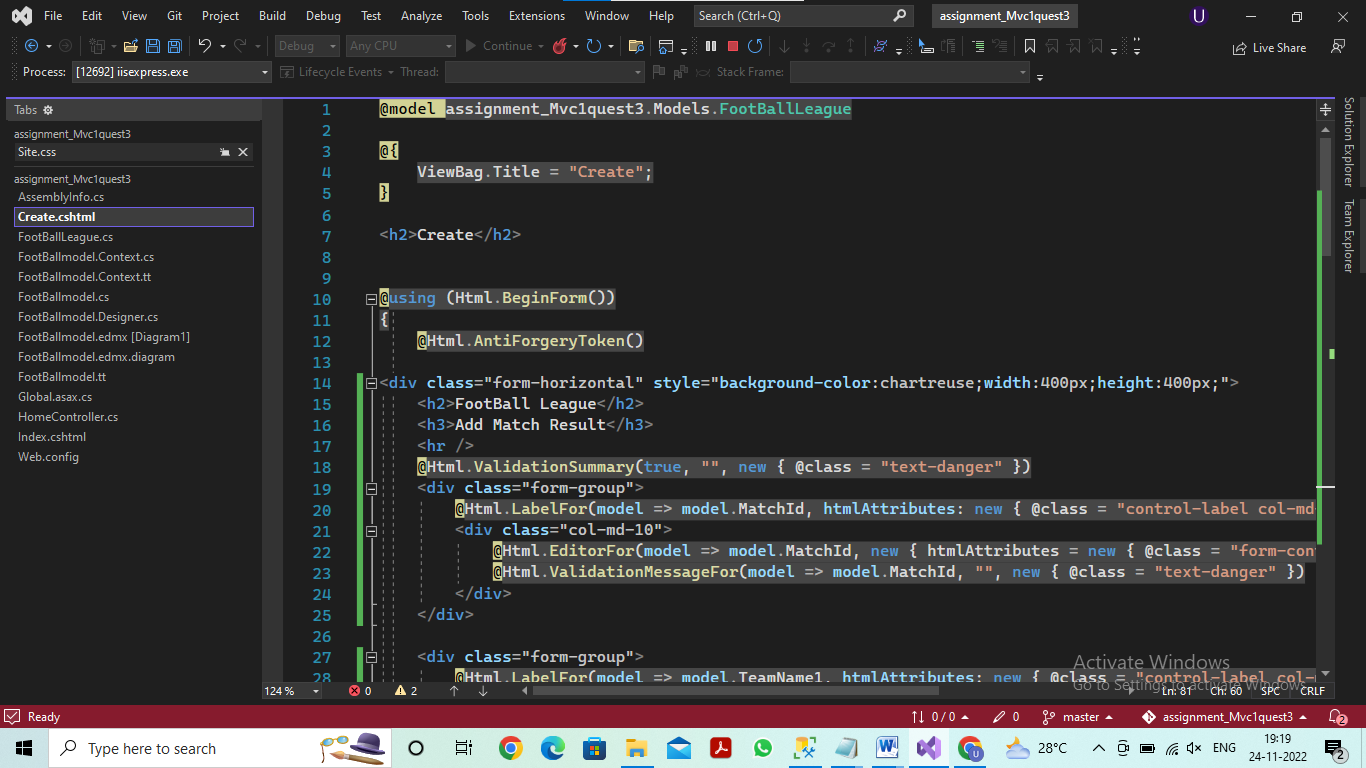 File Edit View Git Project Build Debug Test Analyze Tools Extensions Window Help Search (Ctrl+Q) assignment_Mvc1quest3 U
Debug Any CPU Continue Live Share
Process: [12692] iisexpress.exe Lifecycle Events Thread: Stack Frame:
Tabs
assignment_Mvc1quest3
Site.css
assignment_Mvc1quest3
AssemblyInfo.cs
Create.cshtml
FootBallLeague.cs
FootBallmodel.Context.cs
FootBallmodel.Context.tt
FootBallmodel.cs
FootBallmodel.Designer.cs
FootBallmodel.edmx [Diagram1]
FootBallmodel.edmx.diagram
FootBallmodel.tt
Global.asax.cs
HomeController.cs
Index.cshtml
Web.config
1 @model assignment_Mvc1quest3.Models.FootBallLeague
2
3 @{
4 ViewBag.Title = "Create";
5 }
6
7 <h2>Create</h2>
8
9
10 @using (Html.BeginForm())
11 {
12 @Html.AntiForgeryToken()
13
14 <div class="form-horizontal" style="background-color:chartreuse;width:400px;height:400px;">
15 <h2>FootBall League</h2>
16 <h3>Add Match Result</h3>
17 <hr />
18 @Html.ValidationSummary(true, "", new { @class = "text-danger" })
19 <div class="form-group">
20 @Html.LabelFor(model => model.MatchId, htmlAttributes: new { @class = "control-label col-md
21 <div class="col-md-10">
22 @Html.EditorFor(model => model.MatchId, new { htmlAttributes = new { @class = "form-con
23 @Html.ValidationMessageFor(model => model.MatchId, "", new { @class = "text-danger" })
24 </div>
25 </div>
26
27 <div class="form-group">
28 @Html.LabelFor(model => model.TeamName1, htmlAttributes: new { @class = "control-label col-
Solution Explorer
Team Explorer
Activate Windows
Go to Settings to activate Windows.
124 % 0 2 Ln: 81 Ch: 60 SPC CRLF
Ready 0 / 0 0 master assignment_Mvc1quest3 2
Type here to search 28°C ENG 19:19
24-11-2022 2